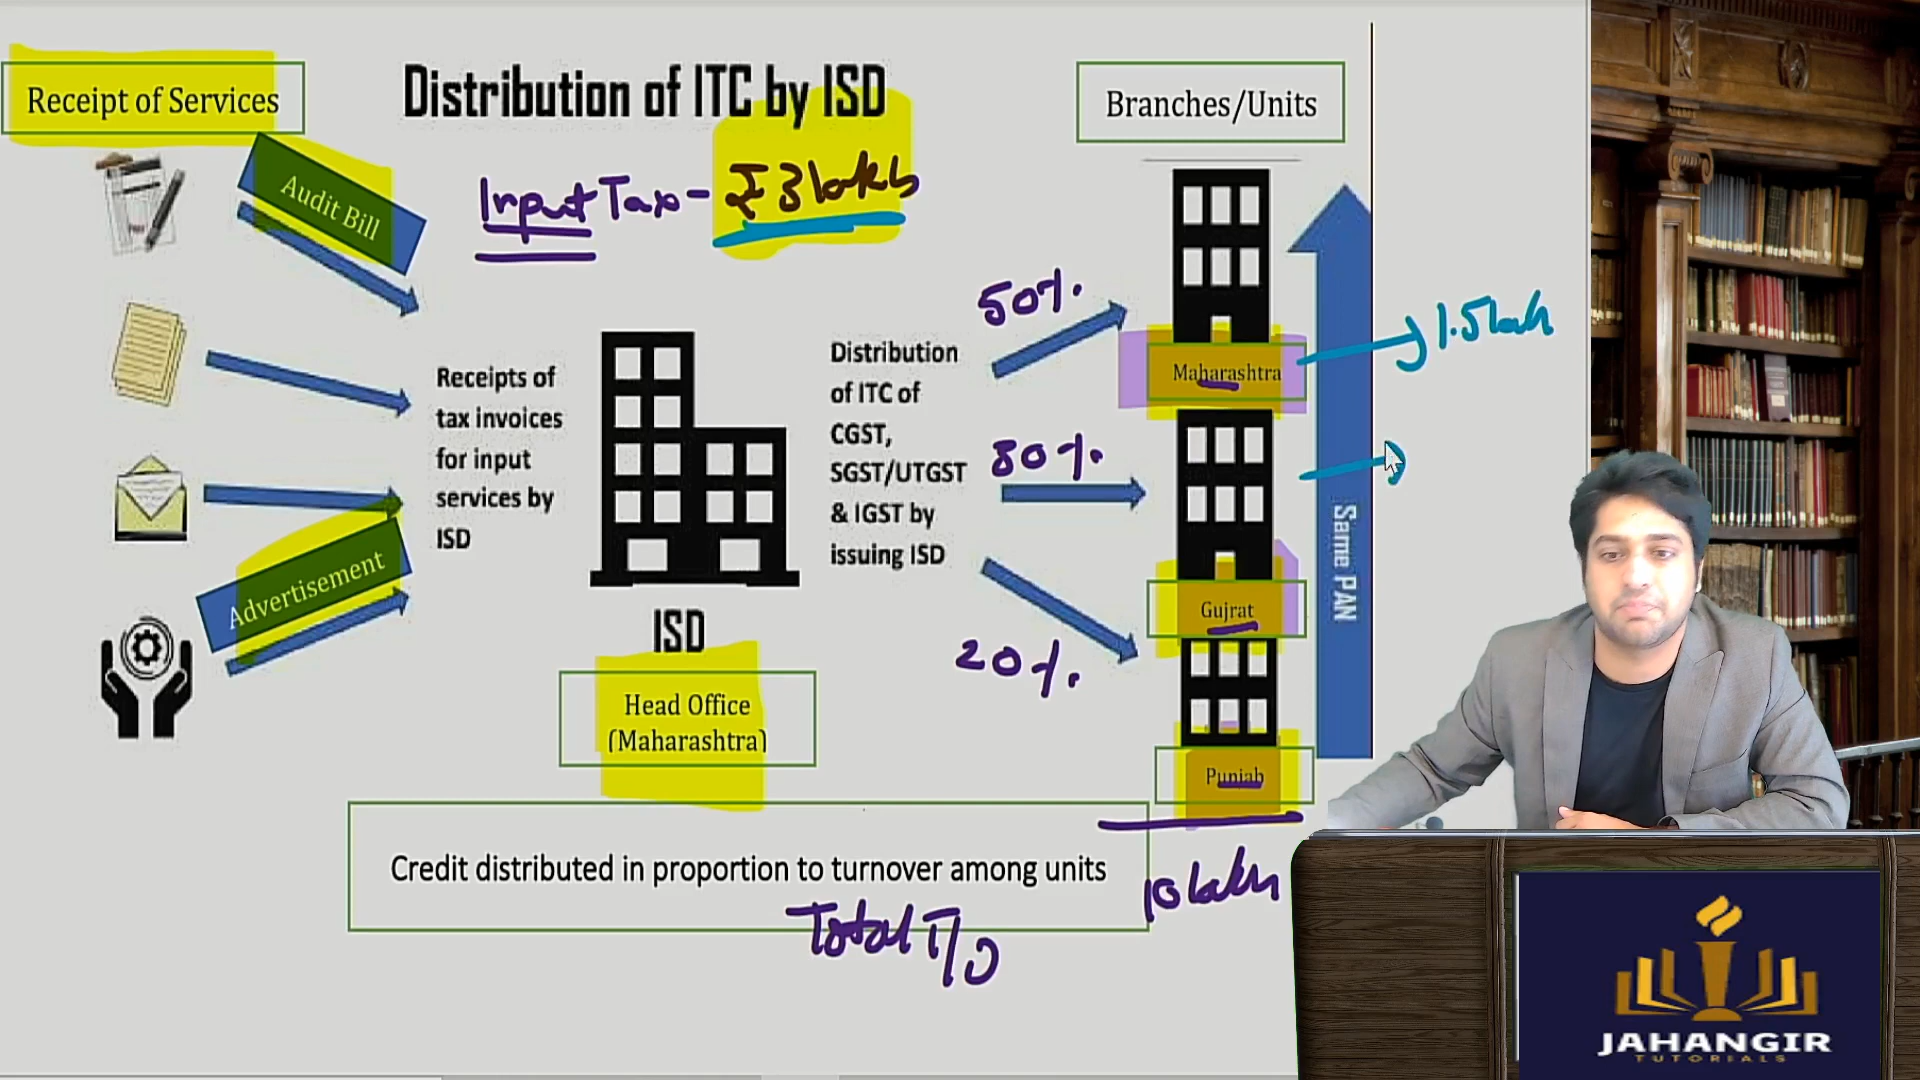 Receipt of Services
Distribution of ITC by ISD
Branches/Units
Input Tax - ₹ 3 lakhs
Audit Bill
50%.
1.5 lakh
Receipts of
tax invoices
for input
services by
ISD
Distribution
of ITC of
CGST,
SGST/UTGST
& IGST by
issuing ISD
Maharashtra
30%.
Same PAN
Advertisement
Gujrat
20%.
ISD
Head Office
(Maharashtra)
Punjab
Credit distributed in proportion to turnover among units
10 lakh
Total T/O
JAHANGIR
TUTORIALS